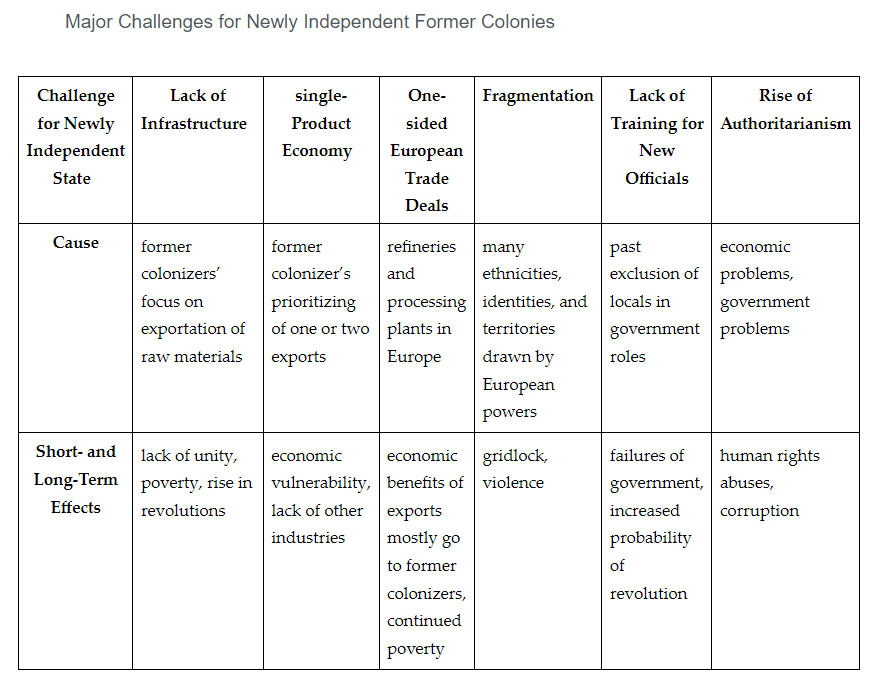 Major Challenges for Newly Independent Former Colonies
Challenge
for Newly
Independent
State
Lack of
Infrastructure
single-
Product
Economy
One-
sided
European
Trade
Deals
Fragmentation
Lack of
Training for
New
Officials
Rise of
Authoritarianism
Cause
former
colonizers’
focus on
exportation of
raw materials
former
colonizer’s
prioritizing
of one or two
exports
refineries
and
processing
plants in
Europe
many
ethnicities,
identities, and
territories
drawn by
European
powers
past
exclusion of
locals in
government
roles
economic
problems,
government
problems
Short- and
Long-Term
Effects
lack of unity,
poverty, rise in
revolutions
economic
vulnerability,
lack of other
industries
economic
benefits of
exports
mostly go
to former
colonizers,
continued
poverty
gridlock,
violence
failures of
government,
increased
probability
of
revolution
human rights
abuses,
corruption